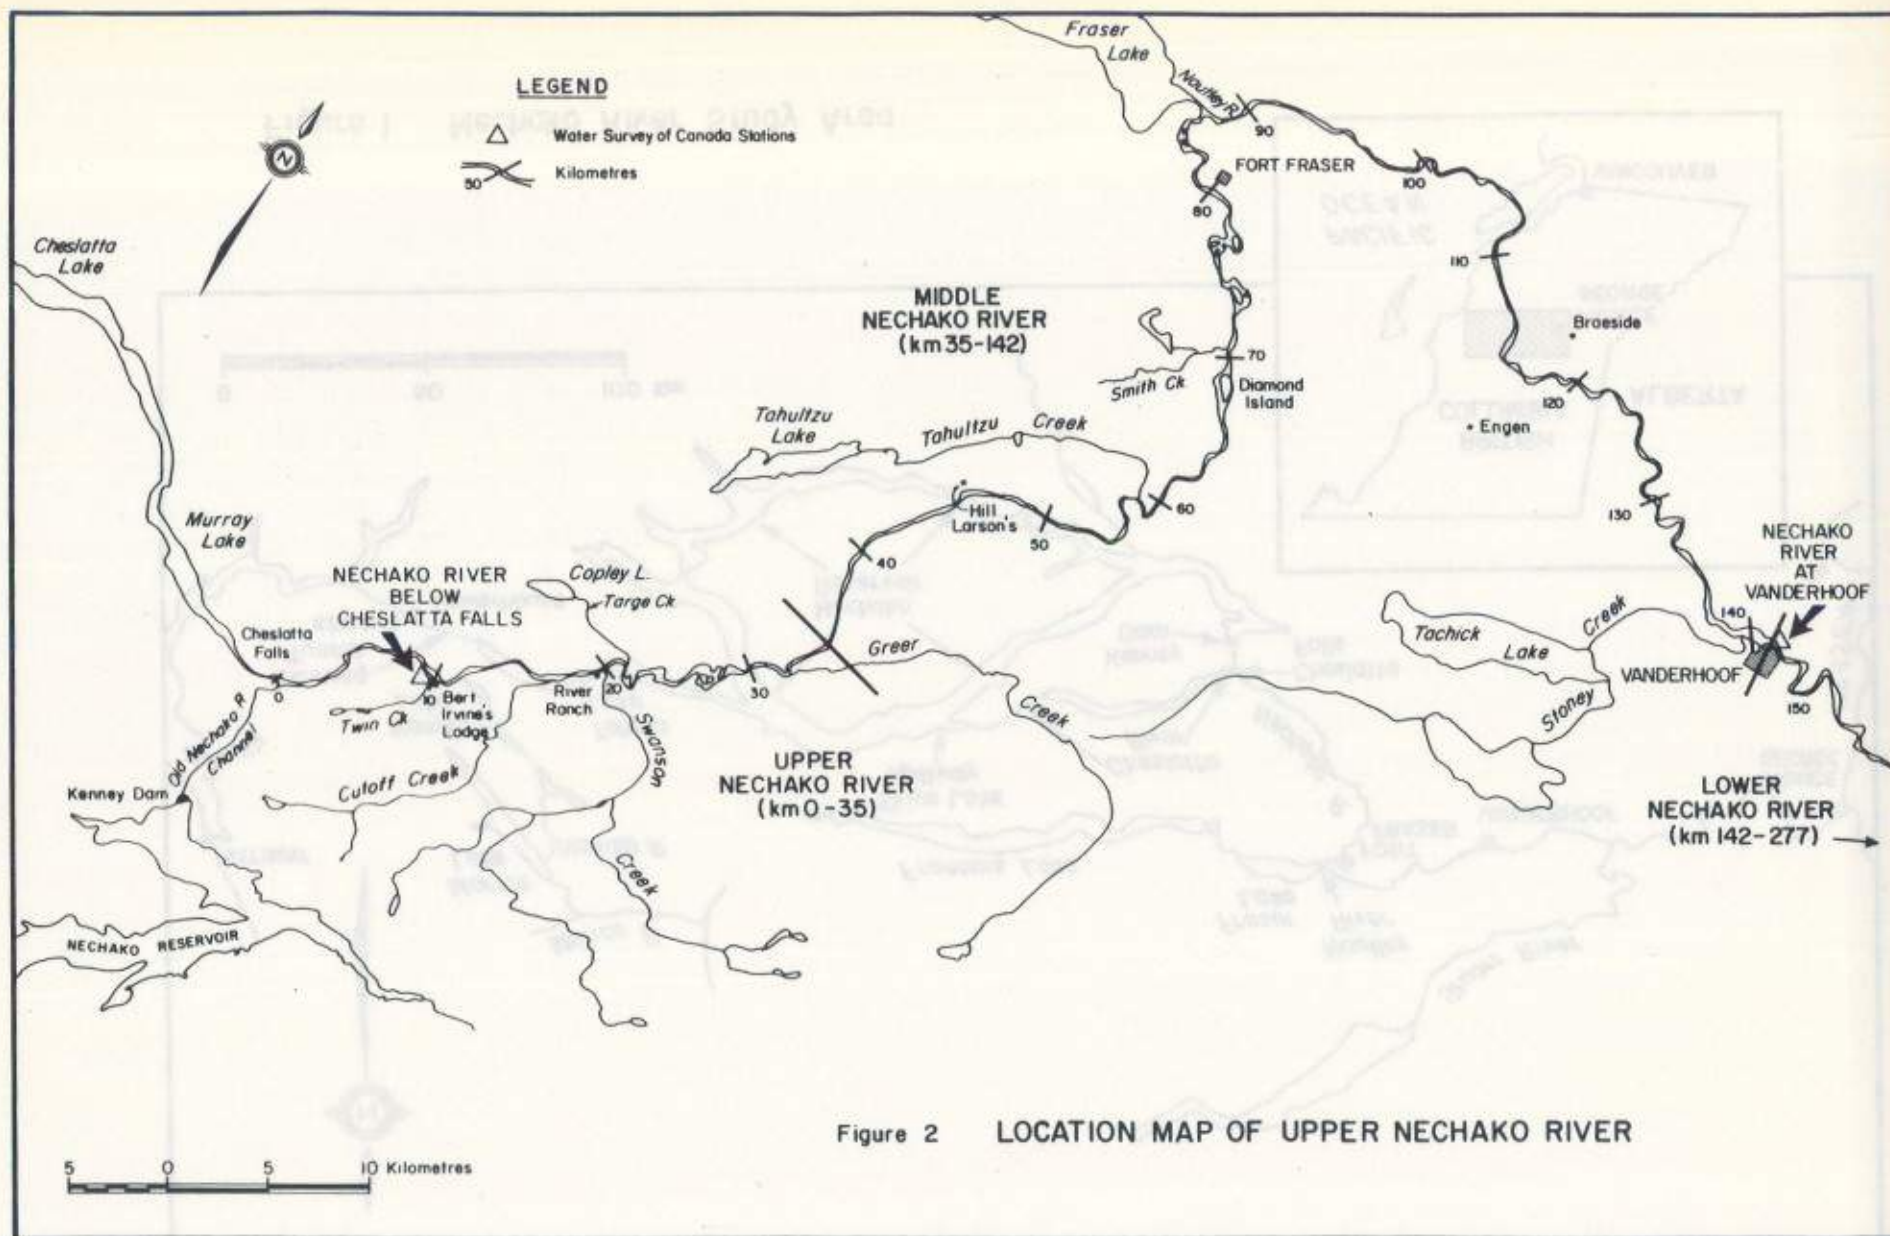 Fraser
Lake
Nautley R.
LEGEND
Water Survey of Canada Stations
50
Kilometres
N
90
FORT FRASER
100
80
Cheslatta
Lake
110
MIDDLE
NECHAKO RIVER
(km 35-142)
Braeside
70
Smith Ck
Diamond
Island
120
Engen
Tahultzu
Lake
Tahultzu Creek
60
Hill
Larson's
50
130
Murray
Lake
40
NECHAKO
RIVER
AT
VANDERHOOF
NECHAKO RIVER
BELOW
CHESLATTA FALLS
Copley L.
Targe Ck
140
Tachick
Lake
Creek
Stoney
Cheslatta
Falls
Greer
Creek
VANDERHOOF
0
10
20
30
150
Bert
Irvine's
Lodge
River
Ranch
Twin Ck
Old Nechako R
Channel
Swanson
Creek
Kenney Dam
Cutoff Creek
UPPER
NECHAKO RIVER
(km 0-35)
LOWER
NECHAKO RIVER
(km 142-277)
NECHAKO RESERVOIR
Figure 2 LOCATION MAP OF UPPER NECHAKO RIVER
5 0 5 10 Kilometres